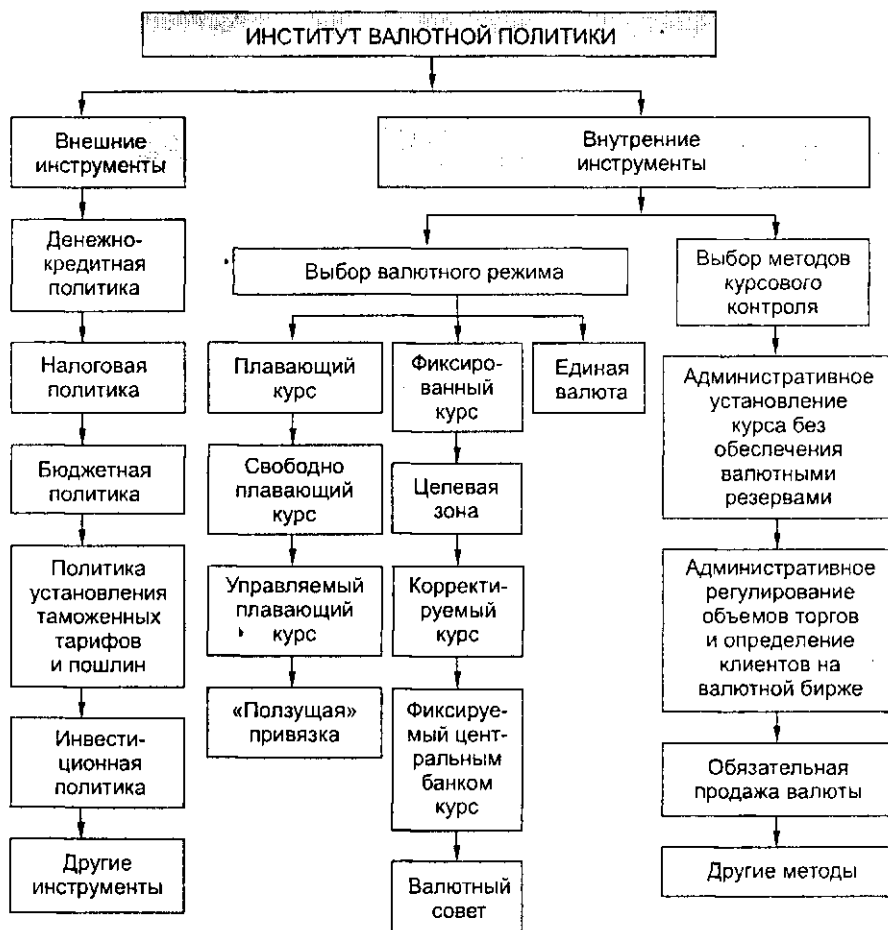 ИНСТИТУТ ВАЛЮТНОЙ ПОЛИТИКИ
Внешние
инструменты
Внутренние
инструменты
Денежно-
кредитная
политика
Налоговая
политика
Бюджетная
политика
Политика
установления
таможенных
тарифов
и пошлин
Инвести-
ционная
политика
Другие
инструменты
Выбор валютного режима
Плавающий
курс
Свободно
плавающий
курс
Управляемый
плавающий
курс
«Ползущая»
привязка
Фиксиро-
ванный
курс
Целевая
зона
Корректи-
руемый
курс
Фиксируе-
мый цент-
ральным
банком
курс
Валютный
совет
Единая
валюта
Выбор методов
курсового
контроля
Административное
установление
курса без
обеспечения
валютными
резервами
Административное
регулирование
объемов торгов
и определение
клиентов на
валютной бирже
Обязательная
продажа валюты
Другие методы